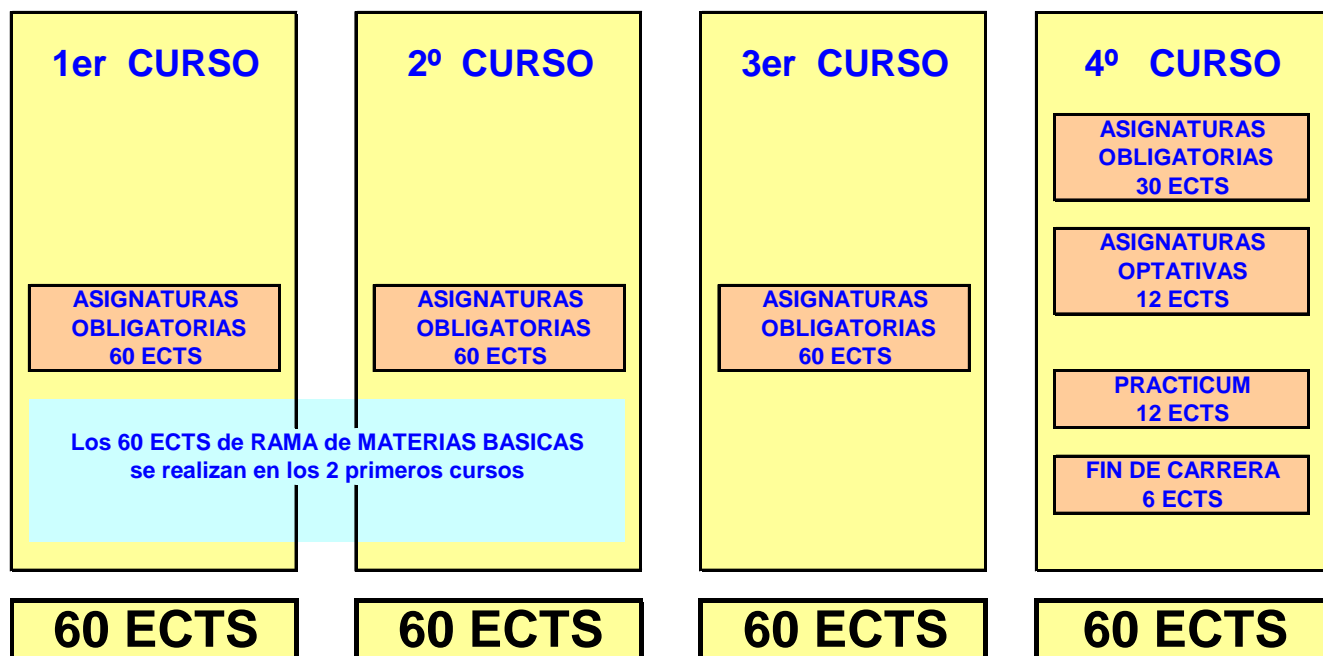 1er CURSO
ASIGNATURAS
OBLIGATORIAS
60 ECTS
2º CURSO
ASIGNATURAS
OBLIGATORIAS
60 ECTS
Los 60 ECTS de RAMA de MATERIAS BASICAS
se realizan en los 2 primeros cursos
3er CURSO
ASIGNATURAS
OBLIGATORIAS
60 ECTS
4º CURSO
ASIGNATURAS
OBLIGATORIAS
30 ECTS
ASIGNATURAS
OPTATIVAS
12 ECTS
PRACTICUM
12 ECTS
FIN DE CARRERA
6 ECTS
60 ECTS
60 ECTS
60 ECTS
60 ECTS